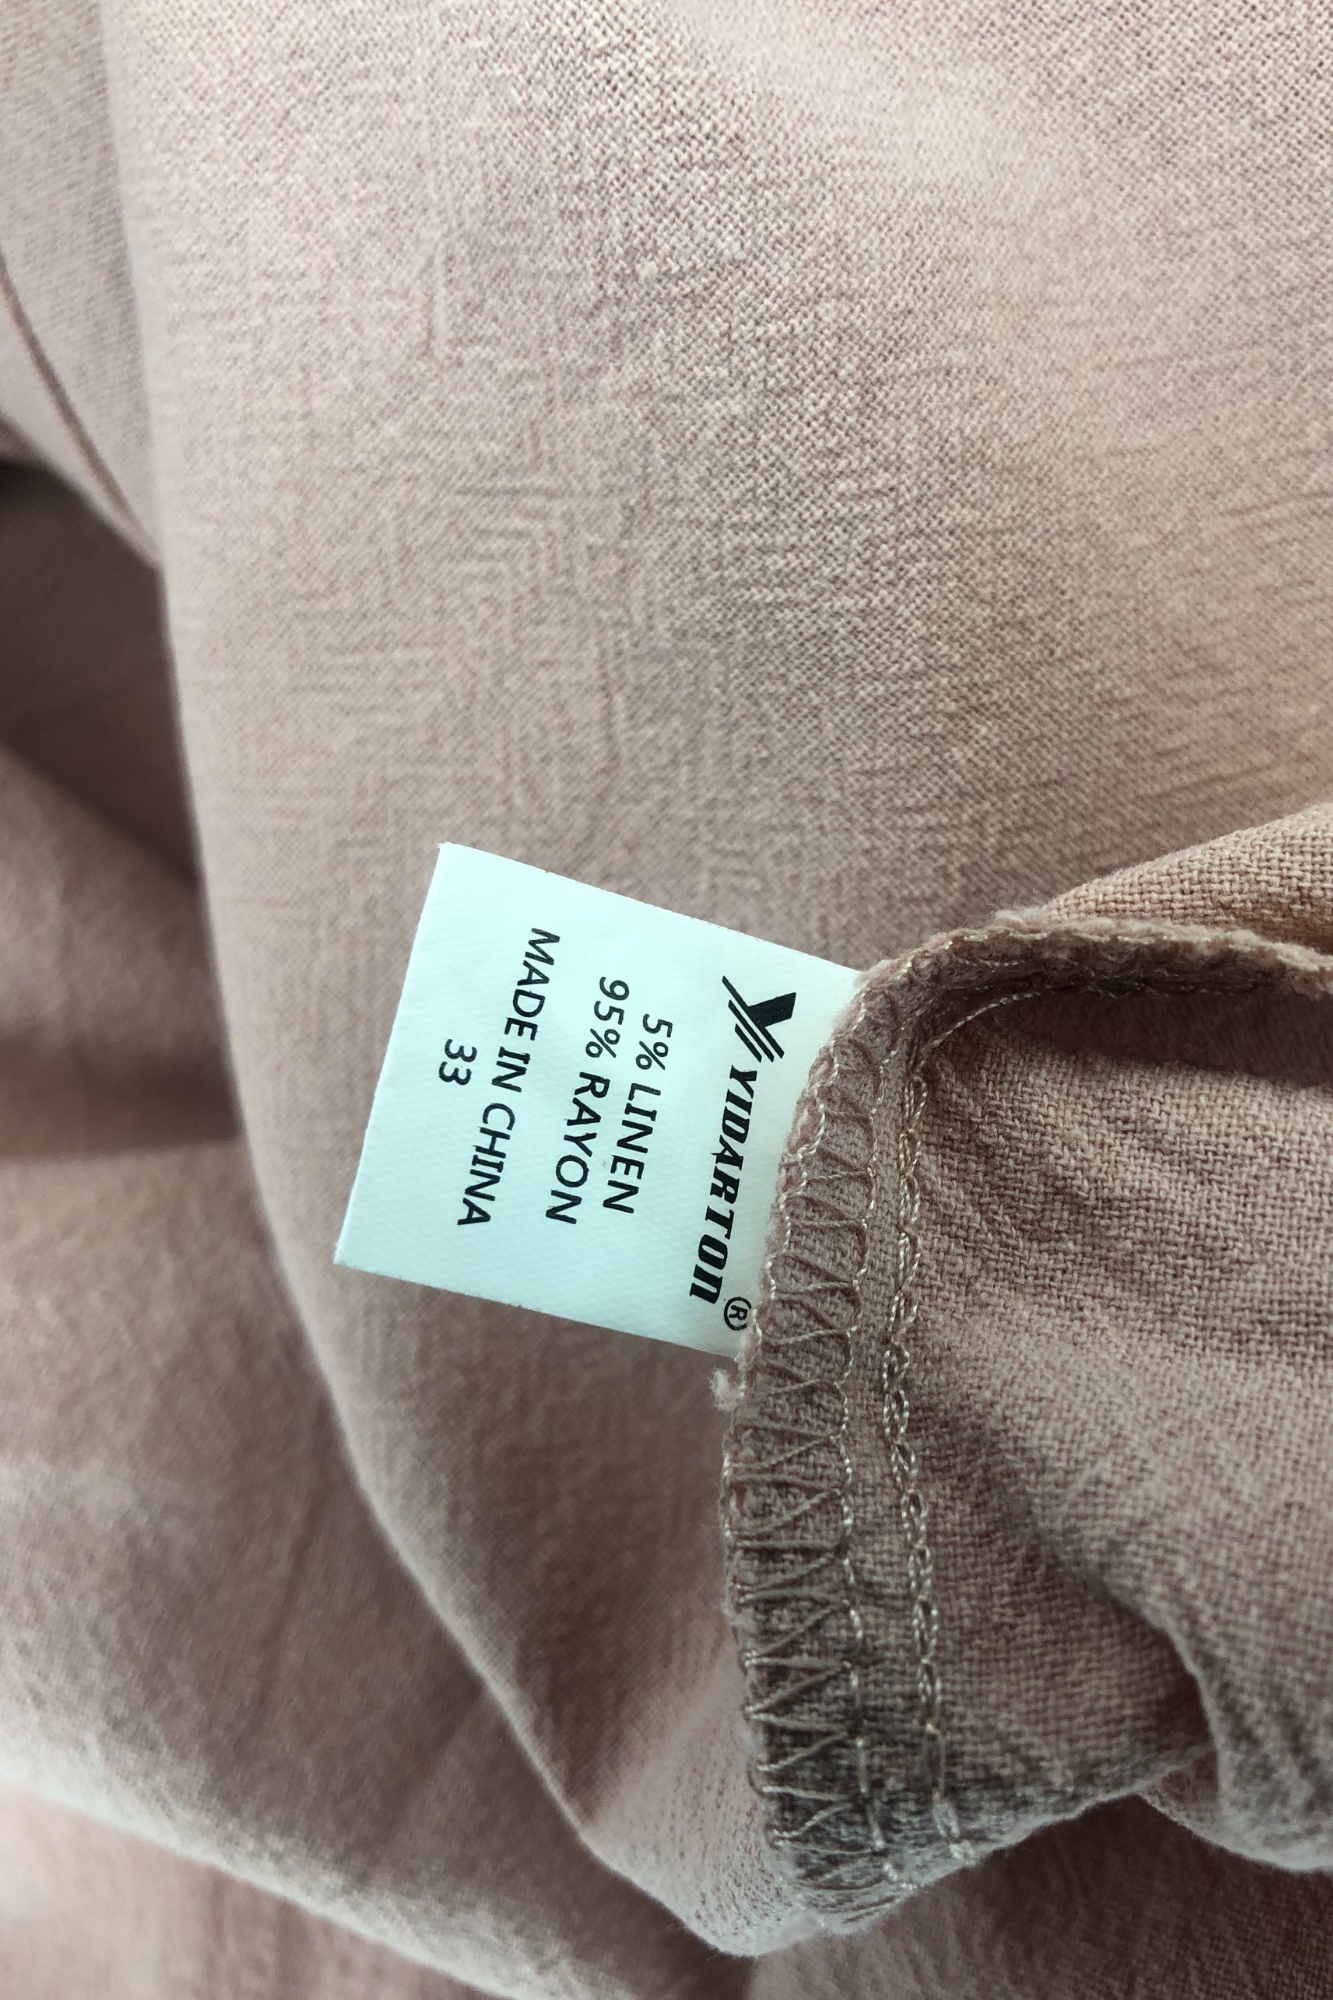 YIDARTON®
5% LINEN
95% RAYON
MADE IN CHINA
33